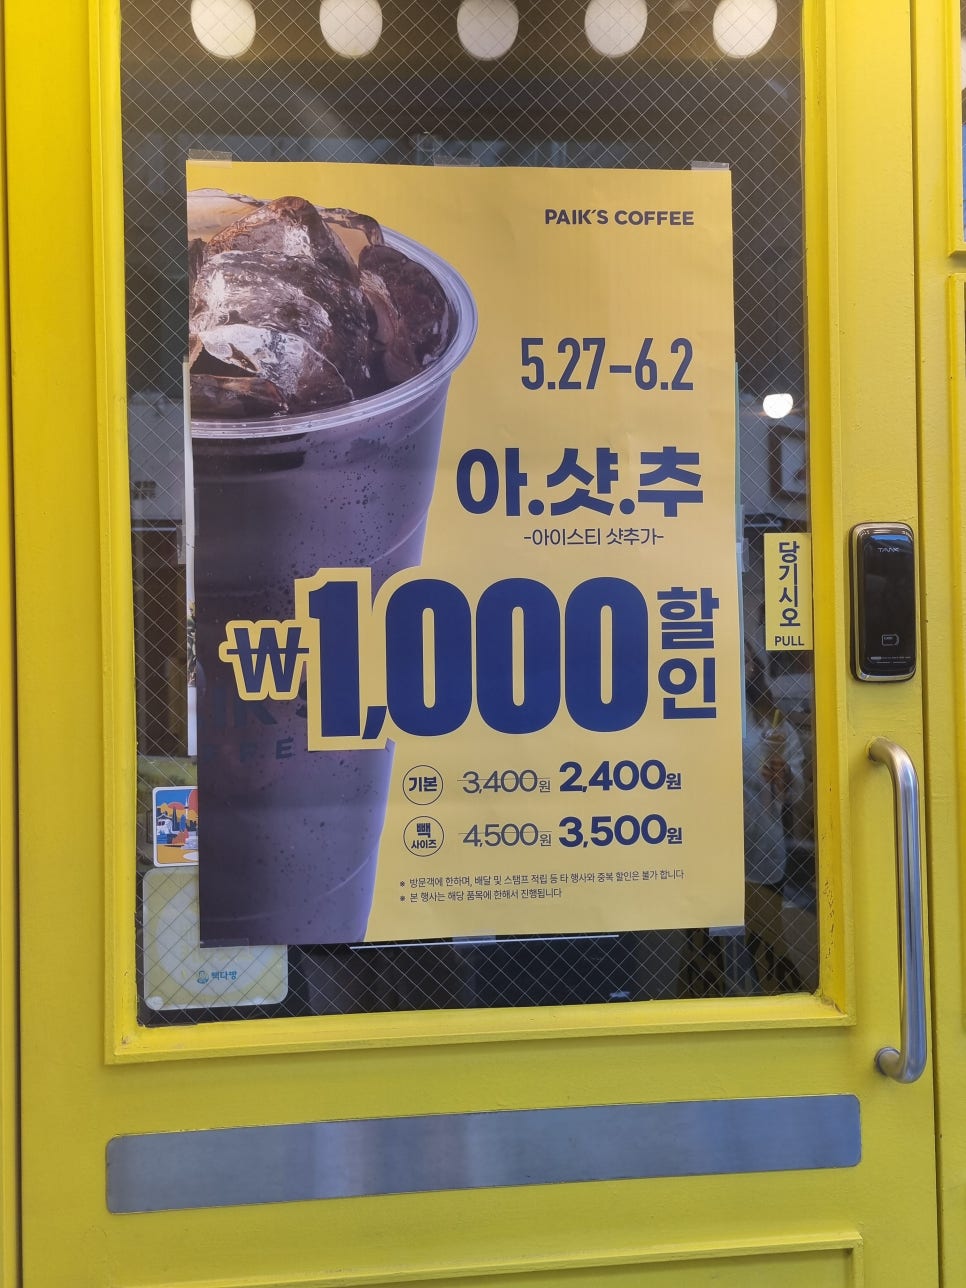 PAIK'S COFFEE
5.27-6.2
아.샷.추
-아이스티 샷추가-
₩1,000 할인
기본 3,400원 2,400원
빽사이즈 4,500원 3,500원
* 방문객에 한하며, 배달 및 스탬프 적립 등 타 행사와 중복 할인은 불가 합니다
* 본 행사는 해당 품목에 한해서 진행됩니다
당기시오
PULL
빽다방